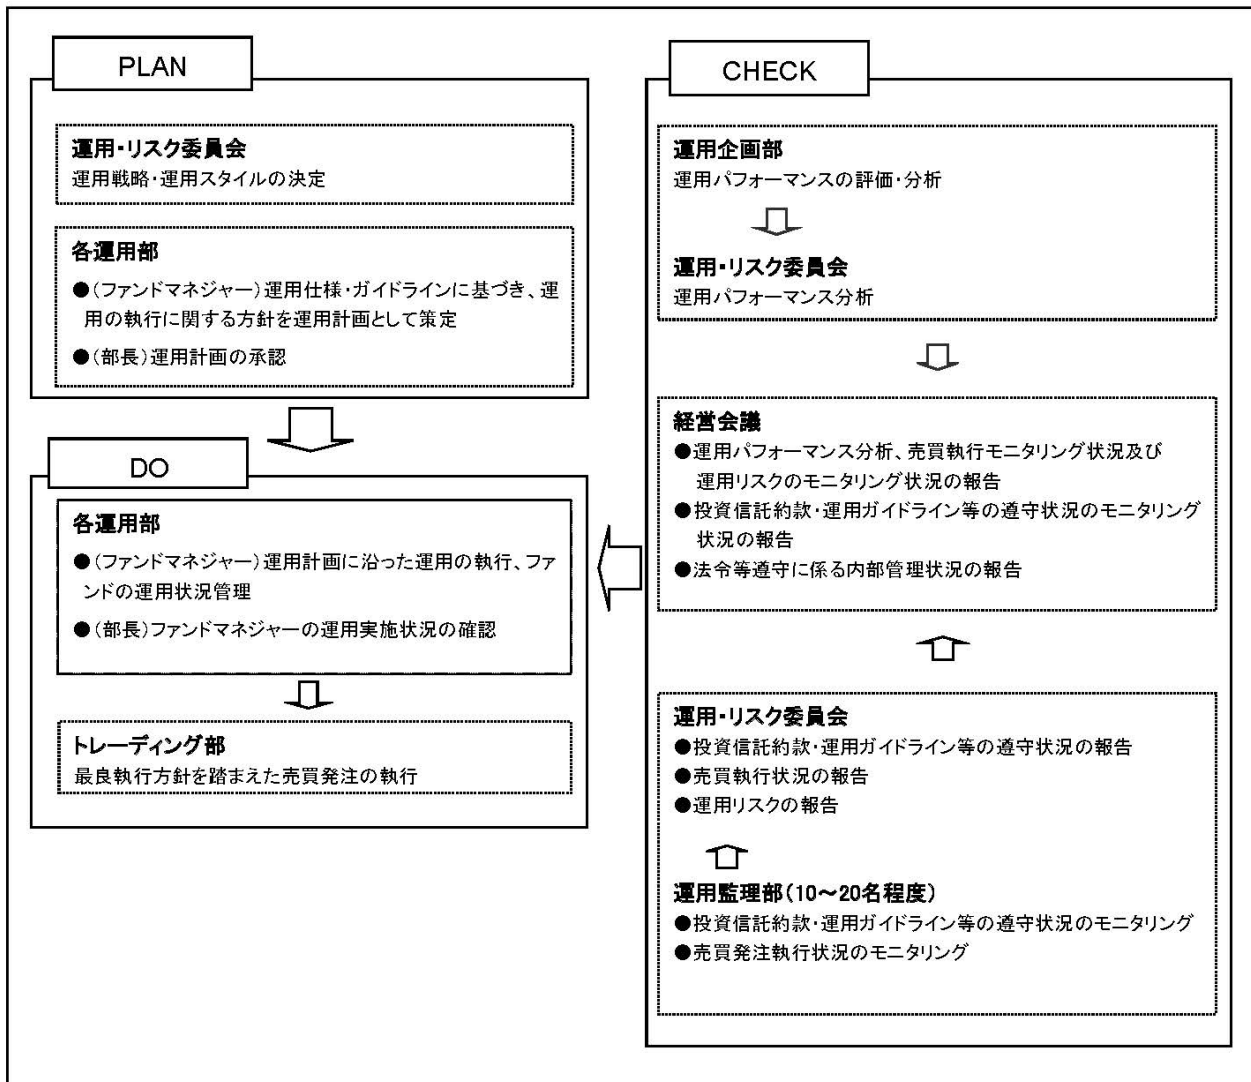 PLAN
運用・リスク委員会
運用戦略・運用スタイルの決定
各運用部
●(ファンドマネジャー)運用仕様・ガイドラインに基づき、運
用の執行に関する方針を運用計画として策定
●(部長)運用計画の承認
DO
各運用部
●(ファンドマネジャー)運用計画に沿った運用の執行、ファ
ンドの運用状況管理
●(部長)ファンドマネジャーの運用実施状況の確認
トレーディング部
最良執行方針を踏まえた売買発注の執行
CHECK
運用企画部
運用パフォーマンスの評価・分析
運用・リスク委員会
運用パフォーマンス分析
経営会議
●運用パフォーマンス分析、売買執行モニタリング状況及び
運用リスクのモニタリング状況の報告
●投資信託約款・運用ガイドライン等の遵守状況のモニタリング
状況の報告
●法令等遵守に係る内部管理状況の報告
運用・リスク委員会
●投資信託約款・運用ガイドライン等の遵守状況の報告
●売買執行状況の報告
●運用リスクの報告
運用監理部(10～20名程度)
●投資信託約款・運用ガイドライン等の遵守状況のモニタリング
●売買発注執行状況のモニタリング